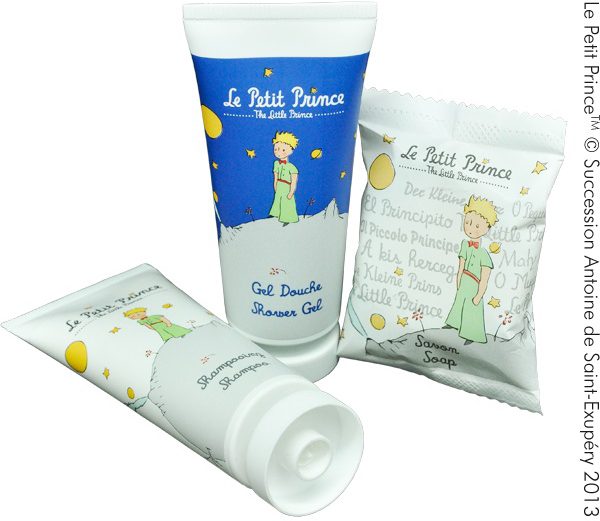 Le Petit Prince
The Little Prince
Gel Douche
Shower Gel
Le Petit Prince
The Little Prince
Der Kleine
El Principito
Little Pr
Il Piccolo Principe
A kis herceg
Kleine Prins
Little Prince
Savon
Soap
Le Petit Prince
Shampooing
Shampoo
Le Petit Prince™ © Succession Antoine de Saint-Exupéry 2013